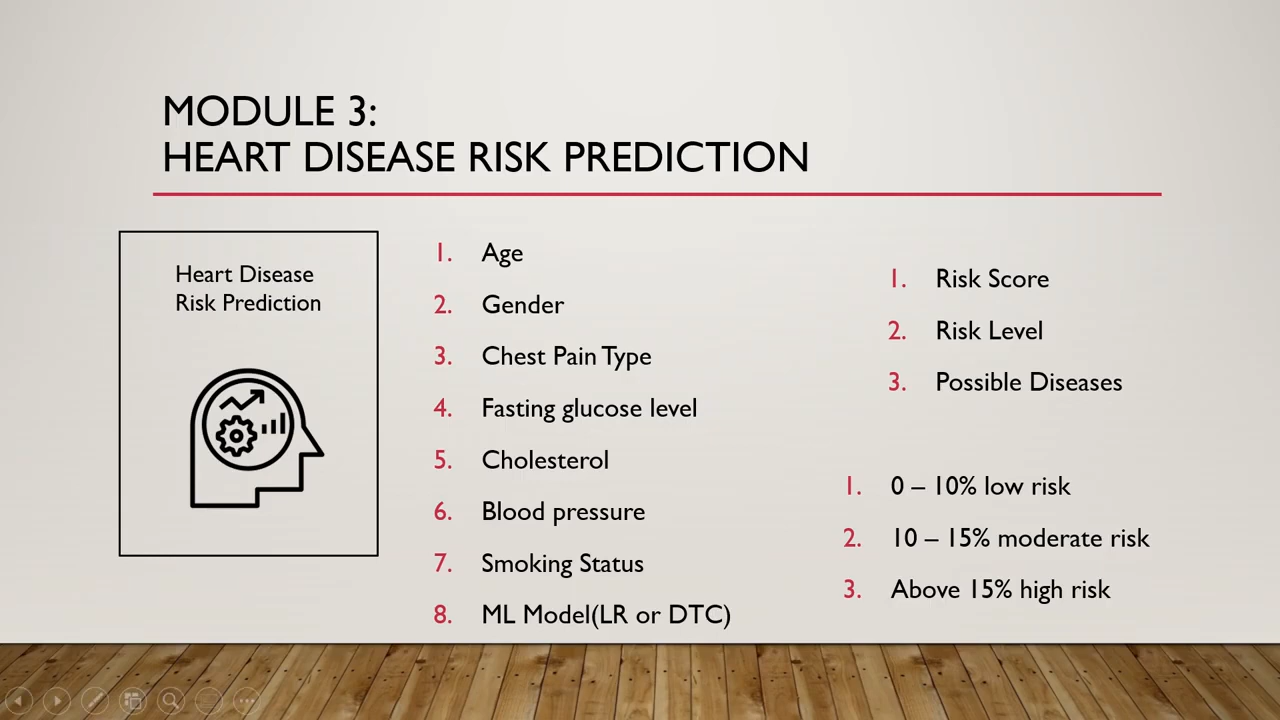 MODULE 3:
HEART DISEASE RISK PREDICTION
Heart Disease
Risk Prediction
1. Age
2. Gender
3. Chest Pain Type
4. Fasting glucose level
5. Cholesterol
6. Blood pressure
7. Smoking Status
8. ML Model(LR or DTC)
1. Risk Score
2. Risk Level
3. Possible Diseases
1. 0 – 10% low risk
2. 10 – 15% moderate risk
3. Above 15% high risk